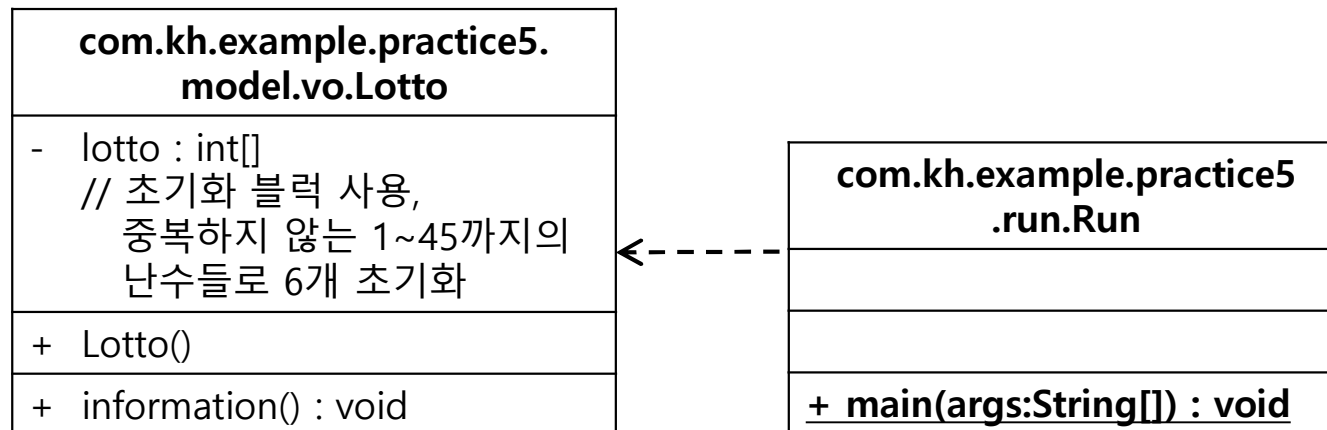 com.kh.example.practice5.
model.vo.Lotto
- lotto : int[]
// 초기화 블럭 사용,
중복하지 않는 1~45까지의
난수들로 6개 초기화
+ Lotto()
+ information() : void
com.kh.example.practice5
.run.Run
+ main(args:String[]) : void